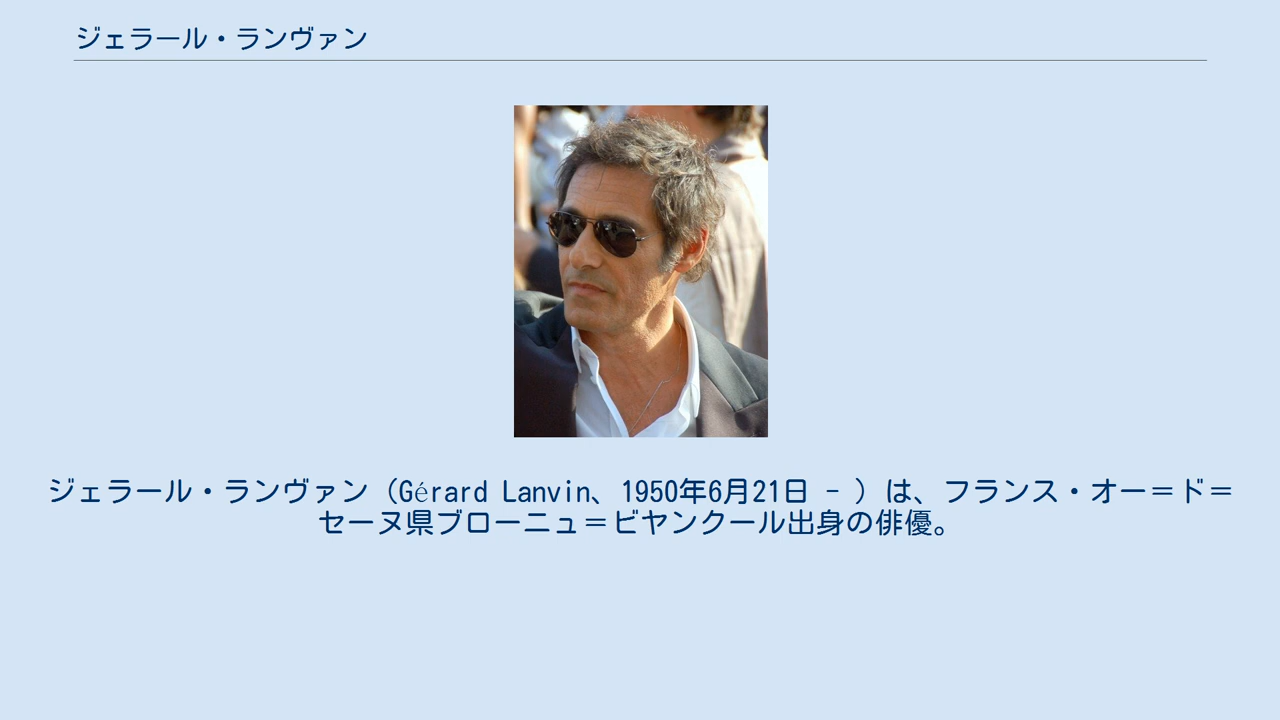 ジェラール・ランヴァン
ジェラール・ランヴァン（Gérard Lanvin、1950年6月21日 - ）は、フランス・オー＝ド＝
セーヌ県ブローニュ＝ビヤンクール出身の俳優。